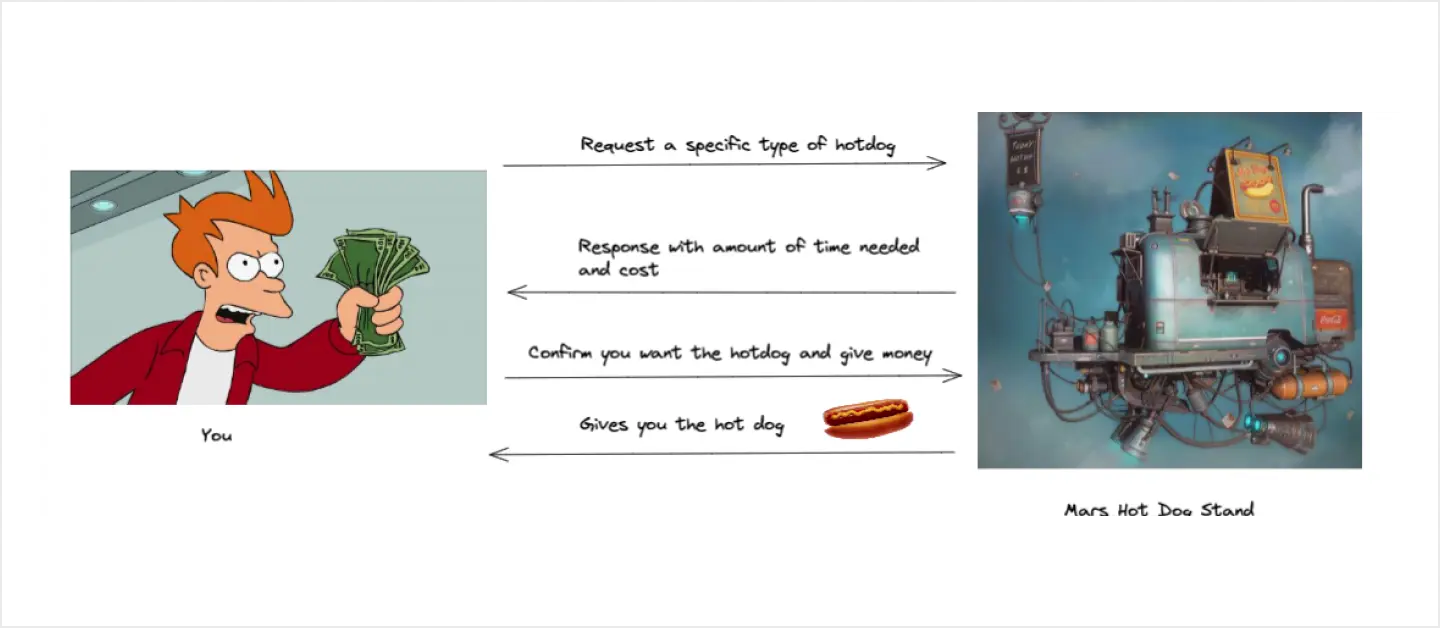 Request a specific type of hotdog
Response with amount of time needed
and cost
Confirm you want the hotdog and give money
Gives you the hot dog
You
Mars Hot Dog Stand